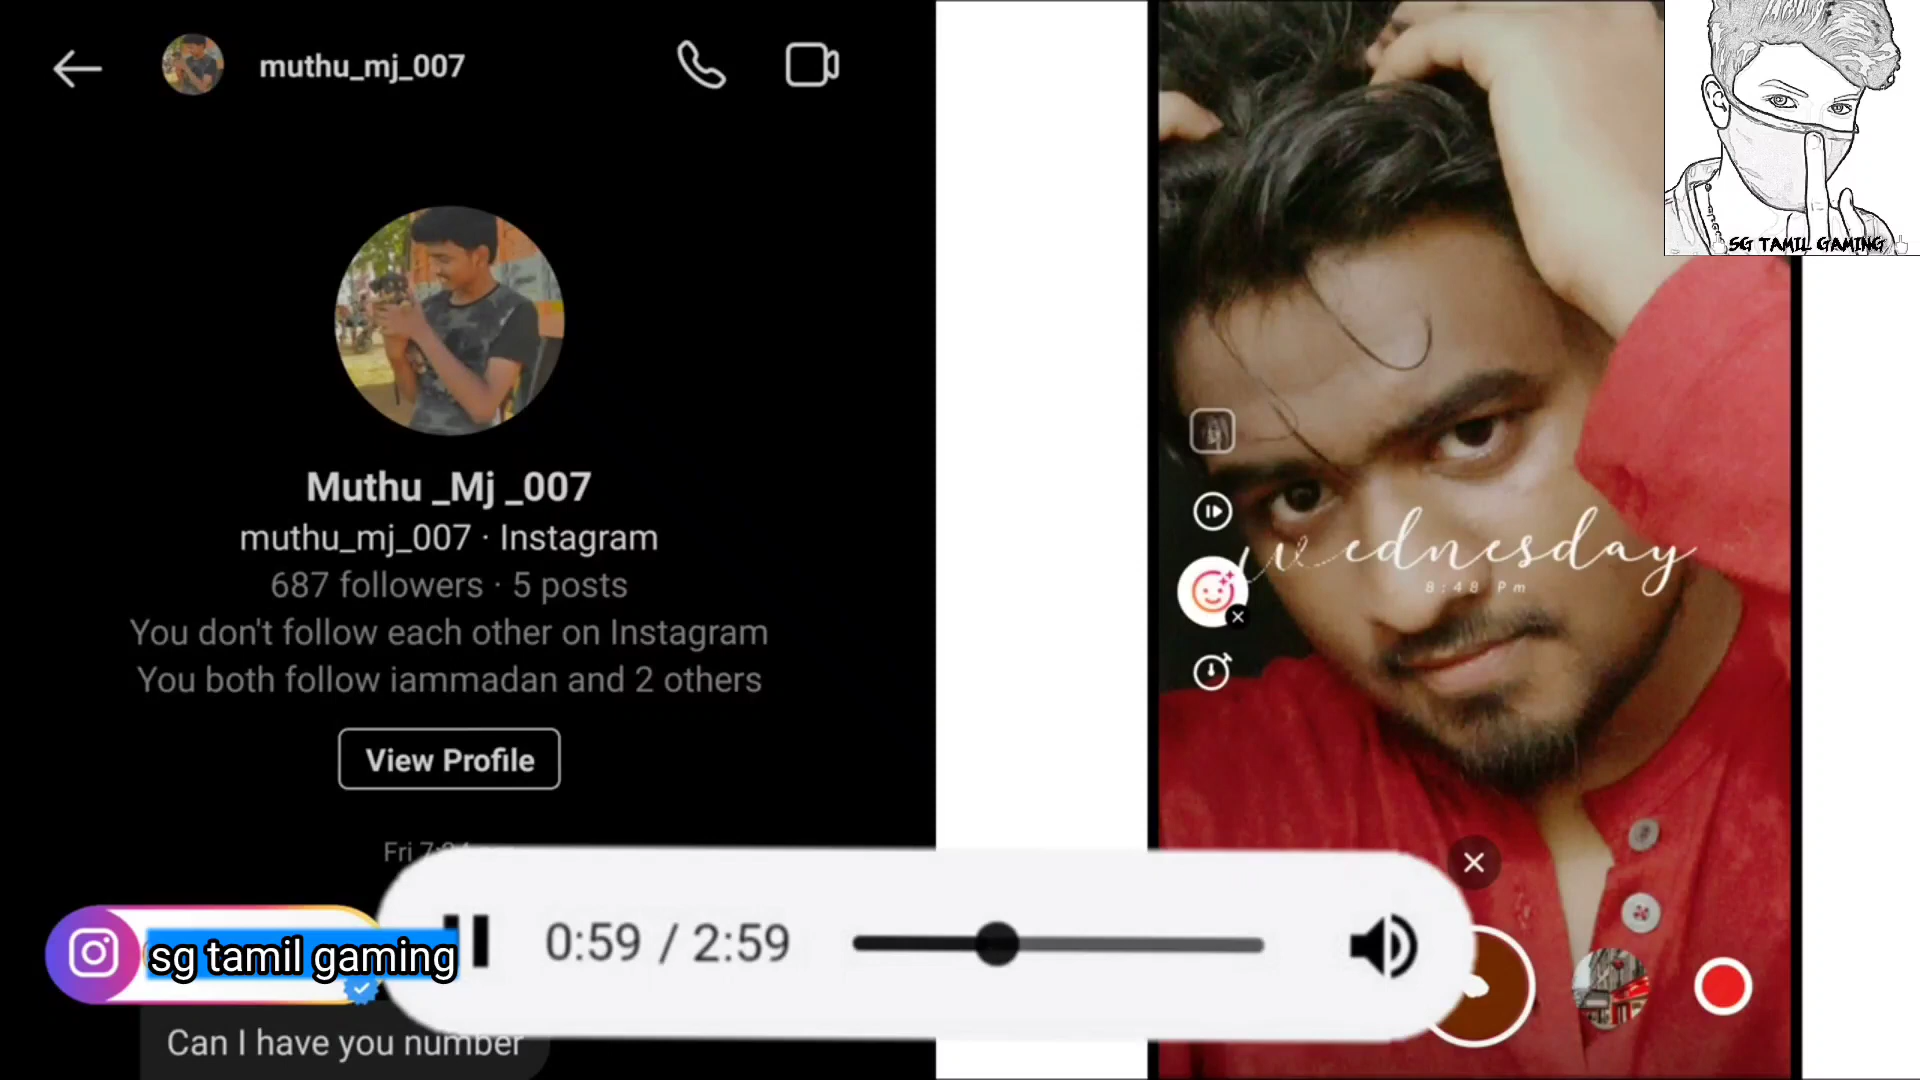 muthu_mj_007
Muthu _Mj _007
muthu_mj_007 · Instagram
687 followers · 5 posts
You don't follow each other on Instagram
You both follow iammadan and 2 others
View Profile
Fri
sg tamil gaming
0:59 / 2:59
Can I have you number
wednesday
8:48 Pm
SG TAMIL GAMING